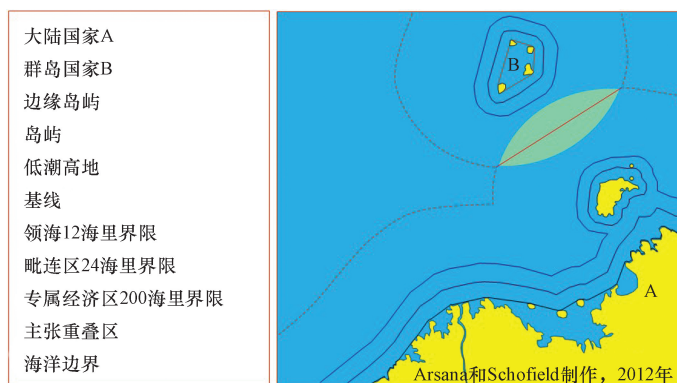 大陆国家A
群岛国家B
边缘岛屿
岛屿
低潮高地
基线
领海12海里界限
毗连区24海里界限
专属经济区200海里界限
主张重叠区
海洋边界
B
A
Arsana和Schofield制作，2012年